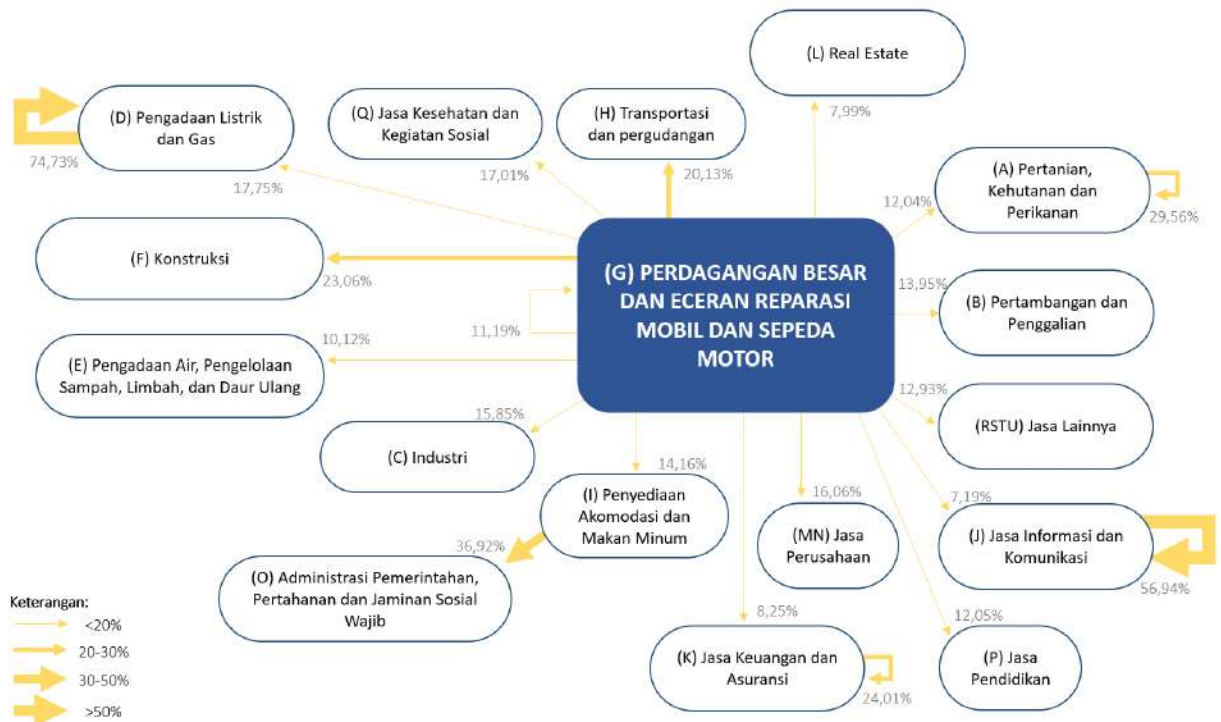 (L) Real Estate
7,99%
(D) Pengadaan Listrik
dan Gas
74,73%
17,75%
(Q) Jasa Kesehatan dan
Kegiatan Sosial
17,01%
(H) Transportasi
dan pergudangan
20,13%
(A) Pertanian,
Kehutanan dan
Perikanan
12,04%
29,56%
(F) Konstruksi
23,06%
(G) PERDAGANGAN BESAR
DAN ECERAN REPARASI
MOBIL DAN SEPEDA
MOTOR
11,19%
13,95%
(B) Pertambangan dan
Penggalian
10,12%
(E) Pengadaan Air, Pengelolaan
Sampah, Limbah, dan Daur Ulang
12,93%
(RSTU) Jasa Lainnya
15,85%
(C) Industri
14,16%
(I) Penyediaan
Akomodasi dan
Makan Minum
16,06%
(MN) Jasa
Perusahaan
7,19%
(J) Jasa Informasi dan
Komunikasi
56,94%
36,92%
(O) Administrasi Pemerintahan,
Pertahanan dan Jaminan Sosial
Wajib
8,25%
(K) Jasa Keuangan dan
Asuransi
24,01%
12,05%
(P) Jasa
Pendidikan
Keterangan:
<20%
20-30%
30-50%
>50%